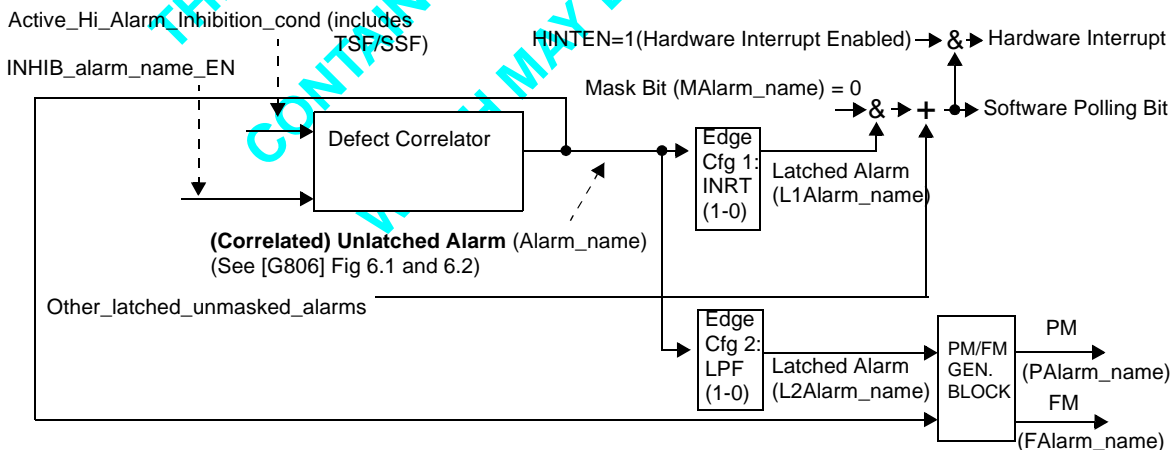 Active_Hi_Alarm_Inhibition_cond (includes
TSF/SSF)
INHIB_alarm_name_EN
HINTEN=1(Hardware Interrupt Enabled)
&
Hardware Interrupt
Mask Bit (MAlarm_name) = 0
&
+
Software Polling Bit
Defect Correlator
Edge
Cfg 1:
INRT
(1-0)
Latched Alarm
(L1Alarm_name)
(Correlated) Unlatched Alarm (Alarm_name)
(See [G806] Fig 6.1 and 6.2)
Other_latched_unmasked_alarms
Edge
Cfg 2:
LPF
(1-0)
Latched Alarm
(L2Alarm_name)
PM/FM
GEN.
BLOCK
PM
(PAlarm_name)
FM
(FAlarm_name)
CONTAIN
MAY